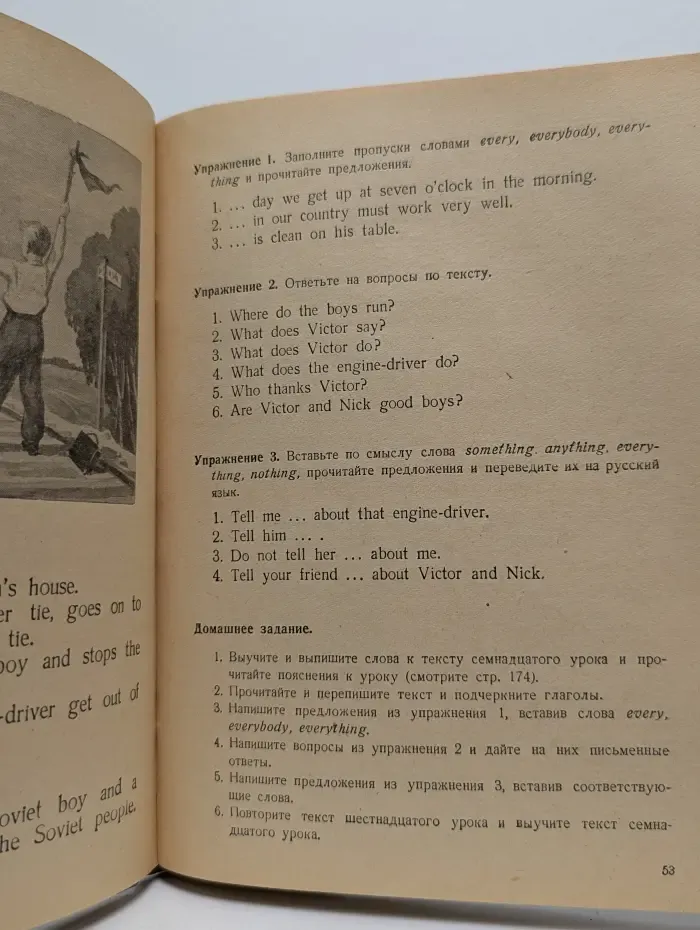 's house.
er tie, goes on to
tie.
boy and stops the
-driver get out of
oviet boy and a
he Soviet people.
Упражнение 1. Заполните пропуски словами every, everybody, every-
thing и прочитайте предложения.
1. ... day we get up at seven o'clock in the morning.
2. ... in our country must work very well.
3. ... is clean on his table.
Упражнение 2. Ответьте на вопросы по тексту.
1. Where do the boys run?
2. What does Victor say?
3. What does Victor do?
4. What does the engine-driver do?
5. Who thanks Victor?
6. Are Victor and Nick good boys?
Упражнение 3. Вставьте по смыслу слова something. anything, every-
thing, nothing, прочитайте предложения и переведите их на русский
язык.
1. Tell me ... about that engine-driver.
2. Tell him ... .
3. Do not tell her ... about me.
4. Tell your friend ... about Victor and Nick.
Домашнее задание.
1. Выучите и выпишите слова к тексту семнадцатого урока и про-
читайте пояснения к уроку (смотрите стр. 174).
2. Прочитайте и перепишите текст и подчеркните глаголы.
3. Напишите предложения из упражнения 1, вставив слова every,
everybody, everything.
4. Напишите вопросы из упражнения 2 и дайте на них письменные
ответы.
5. Напишите предложения из упражнения 3, вставив соответствую-
щие слова.
6. Повторите текст шестнадцатого урока и выучите текст семна-
дцатого урока.
53